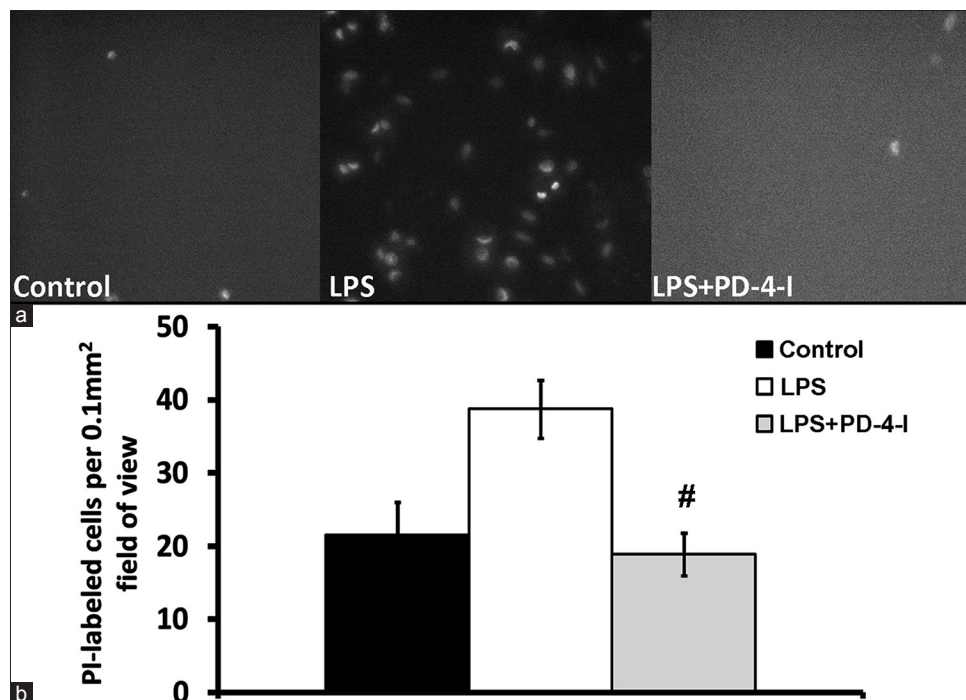 Control
LPS
LPS+PD-4-I
a
PI-labeled cells per 0.1mm²
field of view
50
40
30
20
10
0
#
Control
LPS
LPS+PD-4-I
b